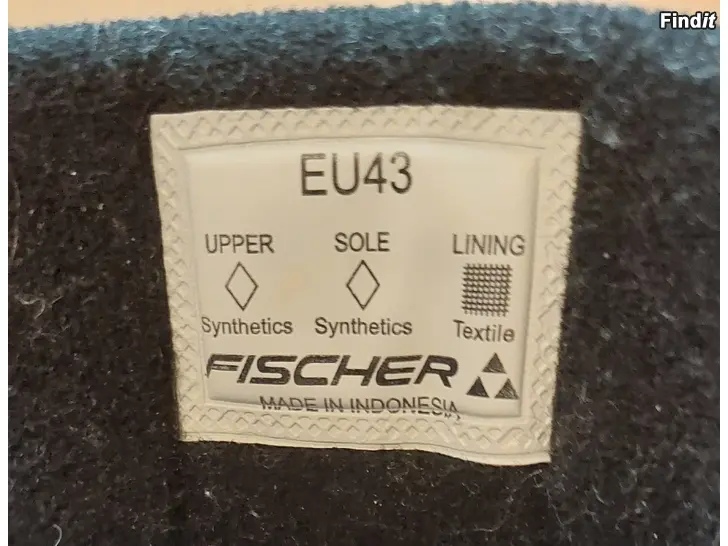 Findit
EU43
UPPER SOLE LINING
Synthetics Synthetics Textile
FISCHER
MADE IN INDONESIA